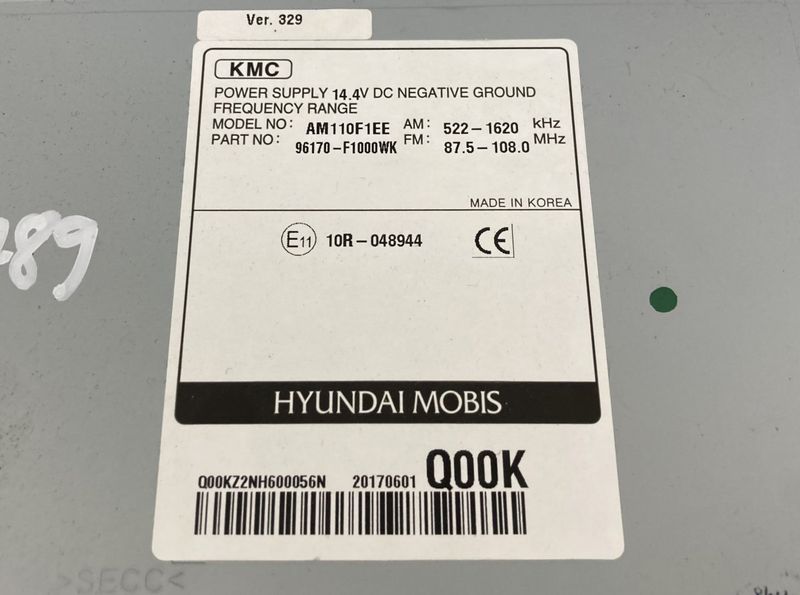 Ver. 329
KMC
POWER SUPPLY 14.4V DC NEGATIVE GROUND
FREQUENCY RANGE
MODEL NO: AM110F1EE AM: 522-1620 kHz
PART NO: 96170-F1000WK FM: 87.5-108.0 MHz
MADE IN KOREA
E11 10R-048944 CE
289
HYUNDAI MOBIS
Q00KZ2NH600056N 20170601 Q00K
>SECC<